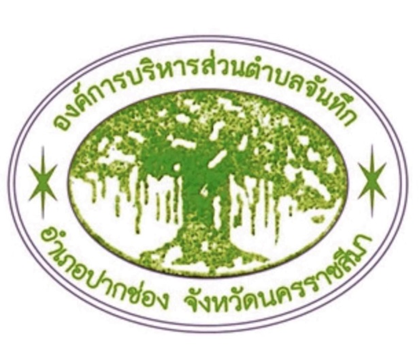 องค์การบริหารส่วนตำบลจันทึก
อำเภอปากช่อง จังหวัดนครราชสีมา